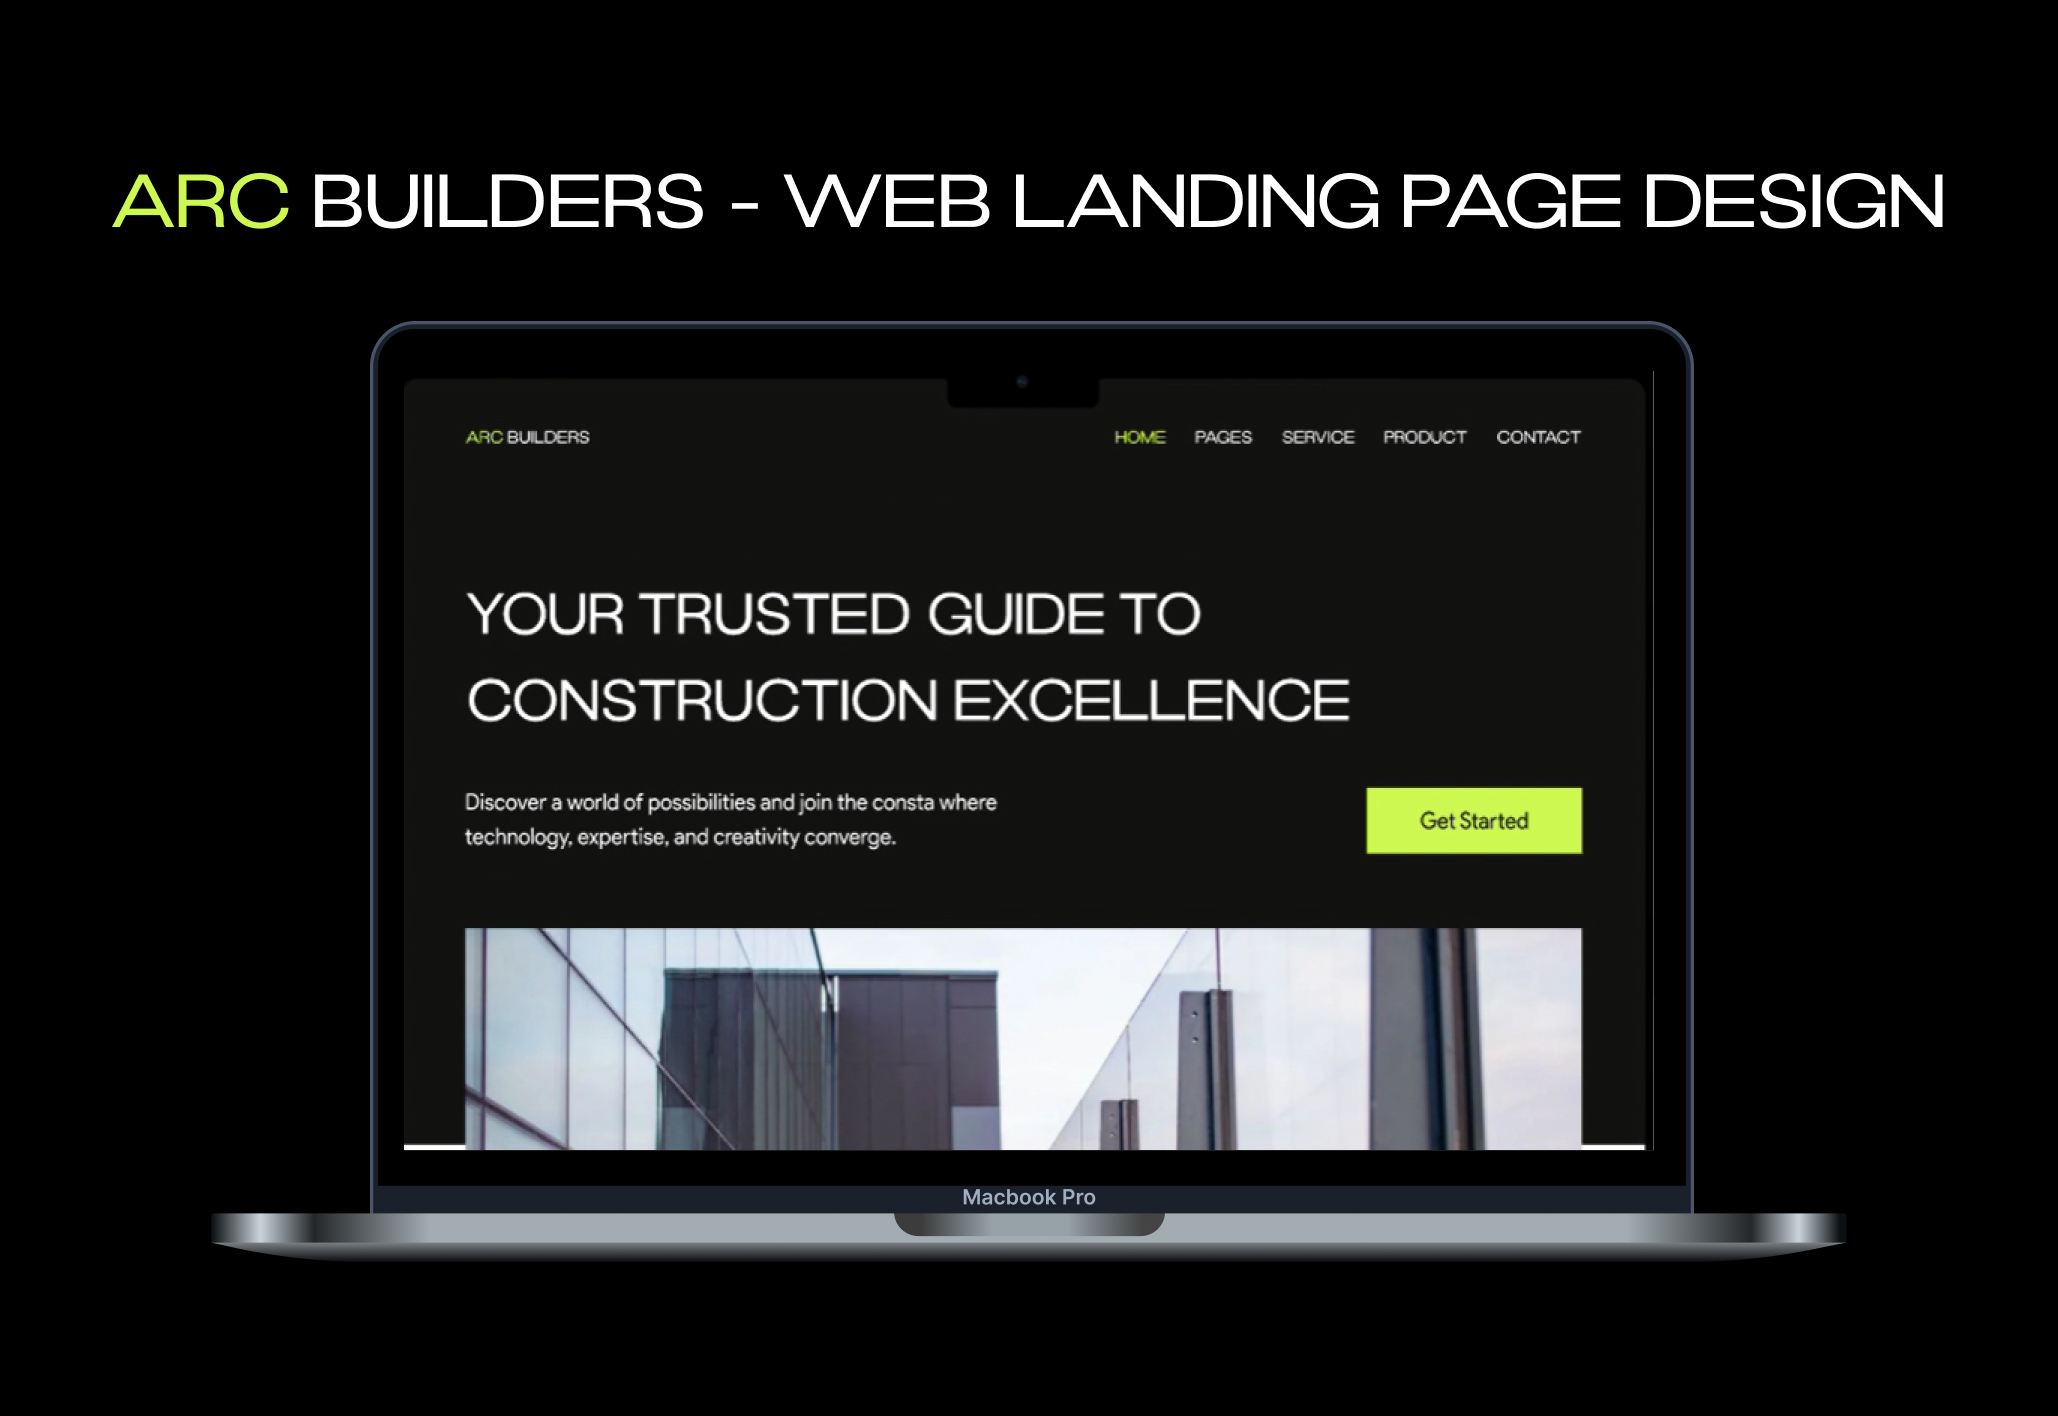 ARC BUILDERS - WEB LANDING PAGE DESIGN
ARC BUILDERS
HOME PAGES SERVICE PRODUCT CONTACT
YOUR TRUSTED GUIDE TO
CONSTRUCTION EXCELLENCE
Discover a world of possibilities and join the consta where
technology, expertise, and creativity converge.
Get Started
Macbook Pro